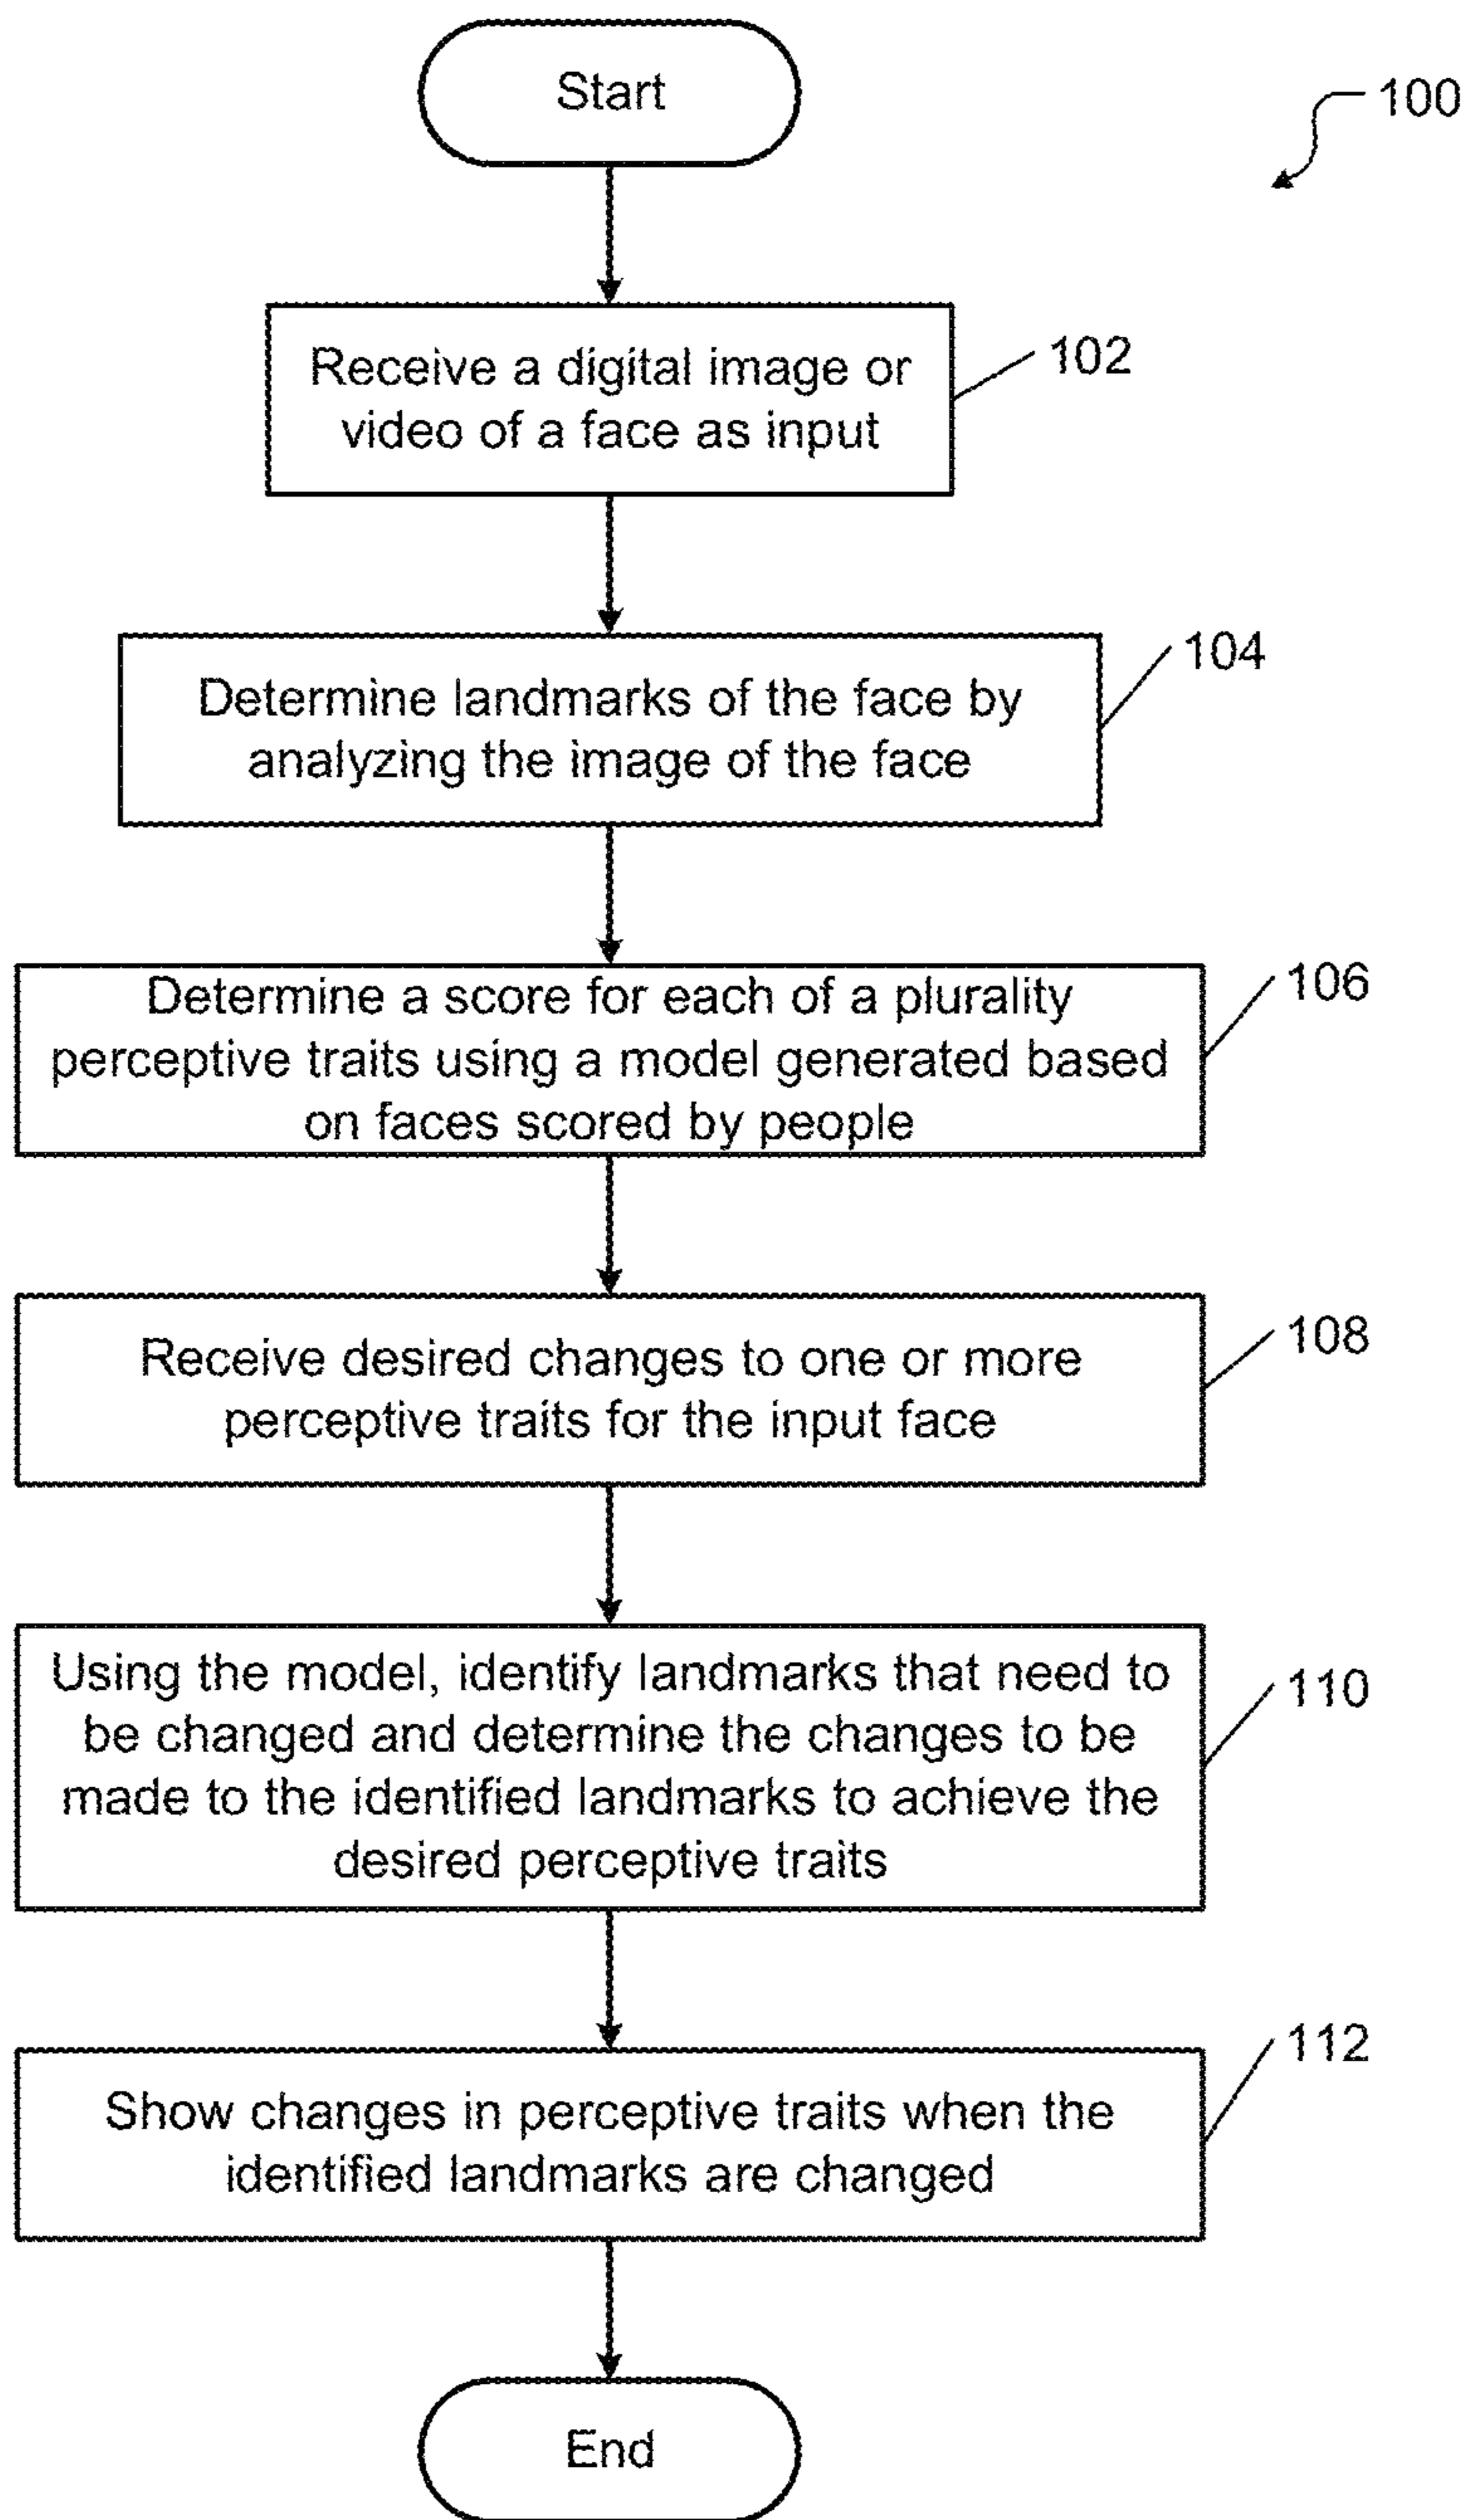 Start
100
Receive a digital image or
video of a face as input
102
Determine landmarks of the face by
analyzing the image of the face
104
Determine a score for each of a plurality
perceptive traits using a model generated based
on faces scored by people
106
Receive desired changes to one or more
perceptive traits for the input face
108
Using the model, identify landmarks that need to
be changed and determine the changes to be
made to the identified landmarks to achieve the
desired perceptive traits
110
Show changes in perceptive traits when the
identified landmarks are changed
112
End